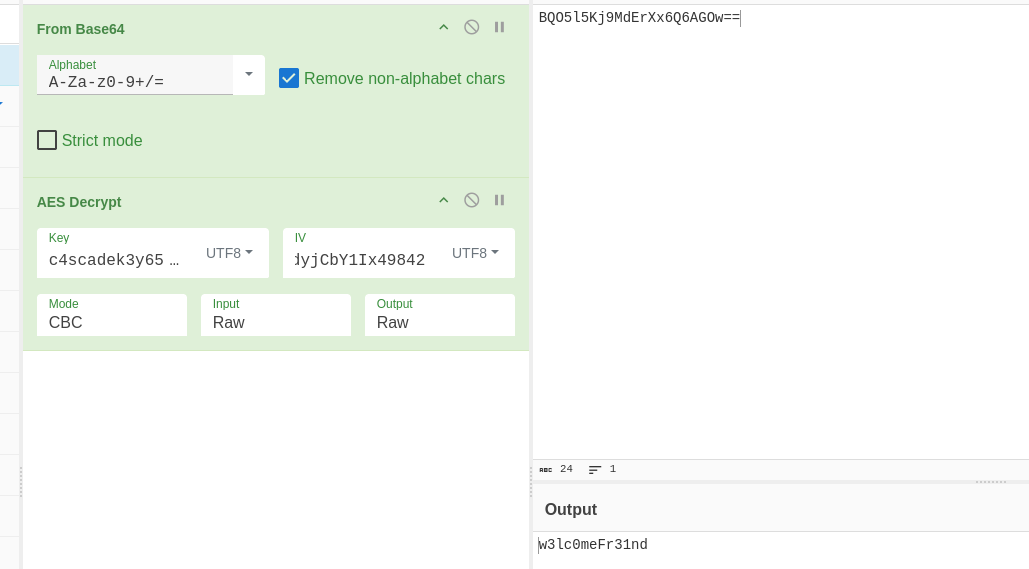 From Base64
Alphabet
A-Za-z0-9+/=
Remove non-alphabet chars
Strict mode
AES Decrypt
Key
c4scadek3y65 … UTF8
IV
dyjCbY1Ix49842 UTF8
Mode
CBC
Input
Raw
Output
Raw
BQO5l5Kj9MdErXx6Q6AGOw==
ABC 24 1
Output
w3lc0meFr31nd